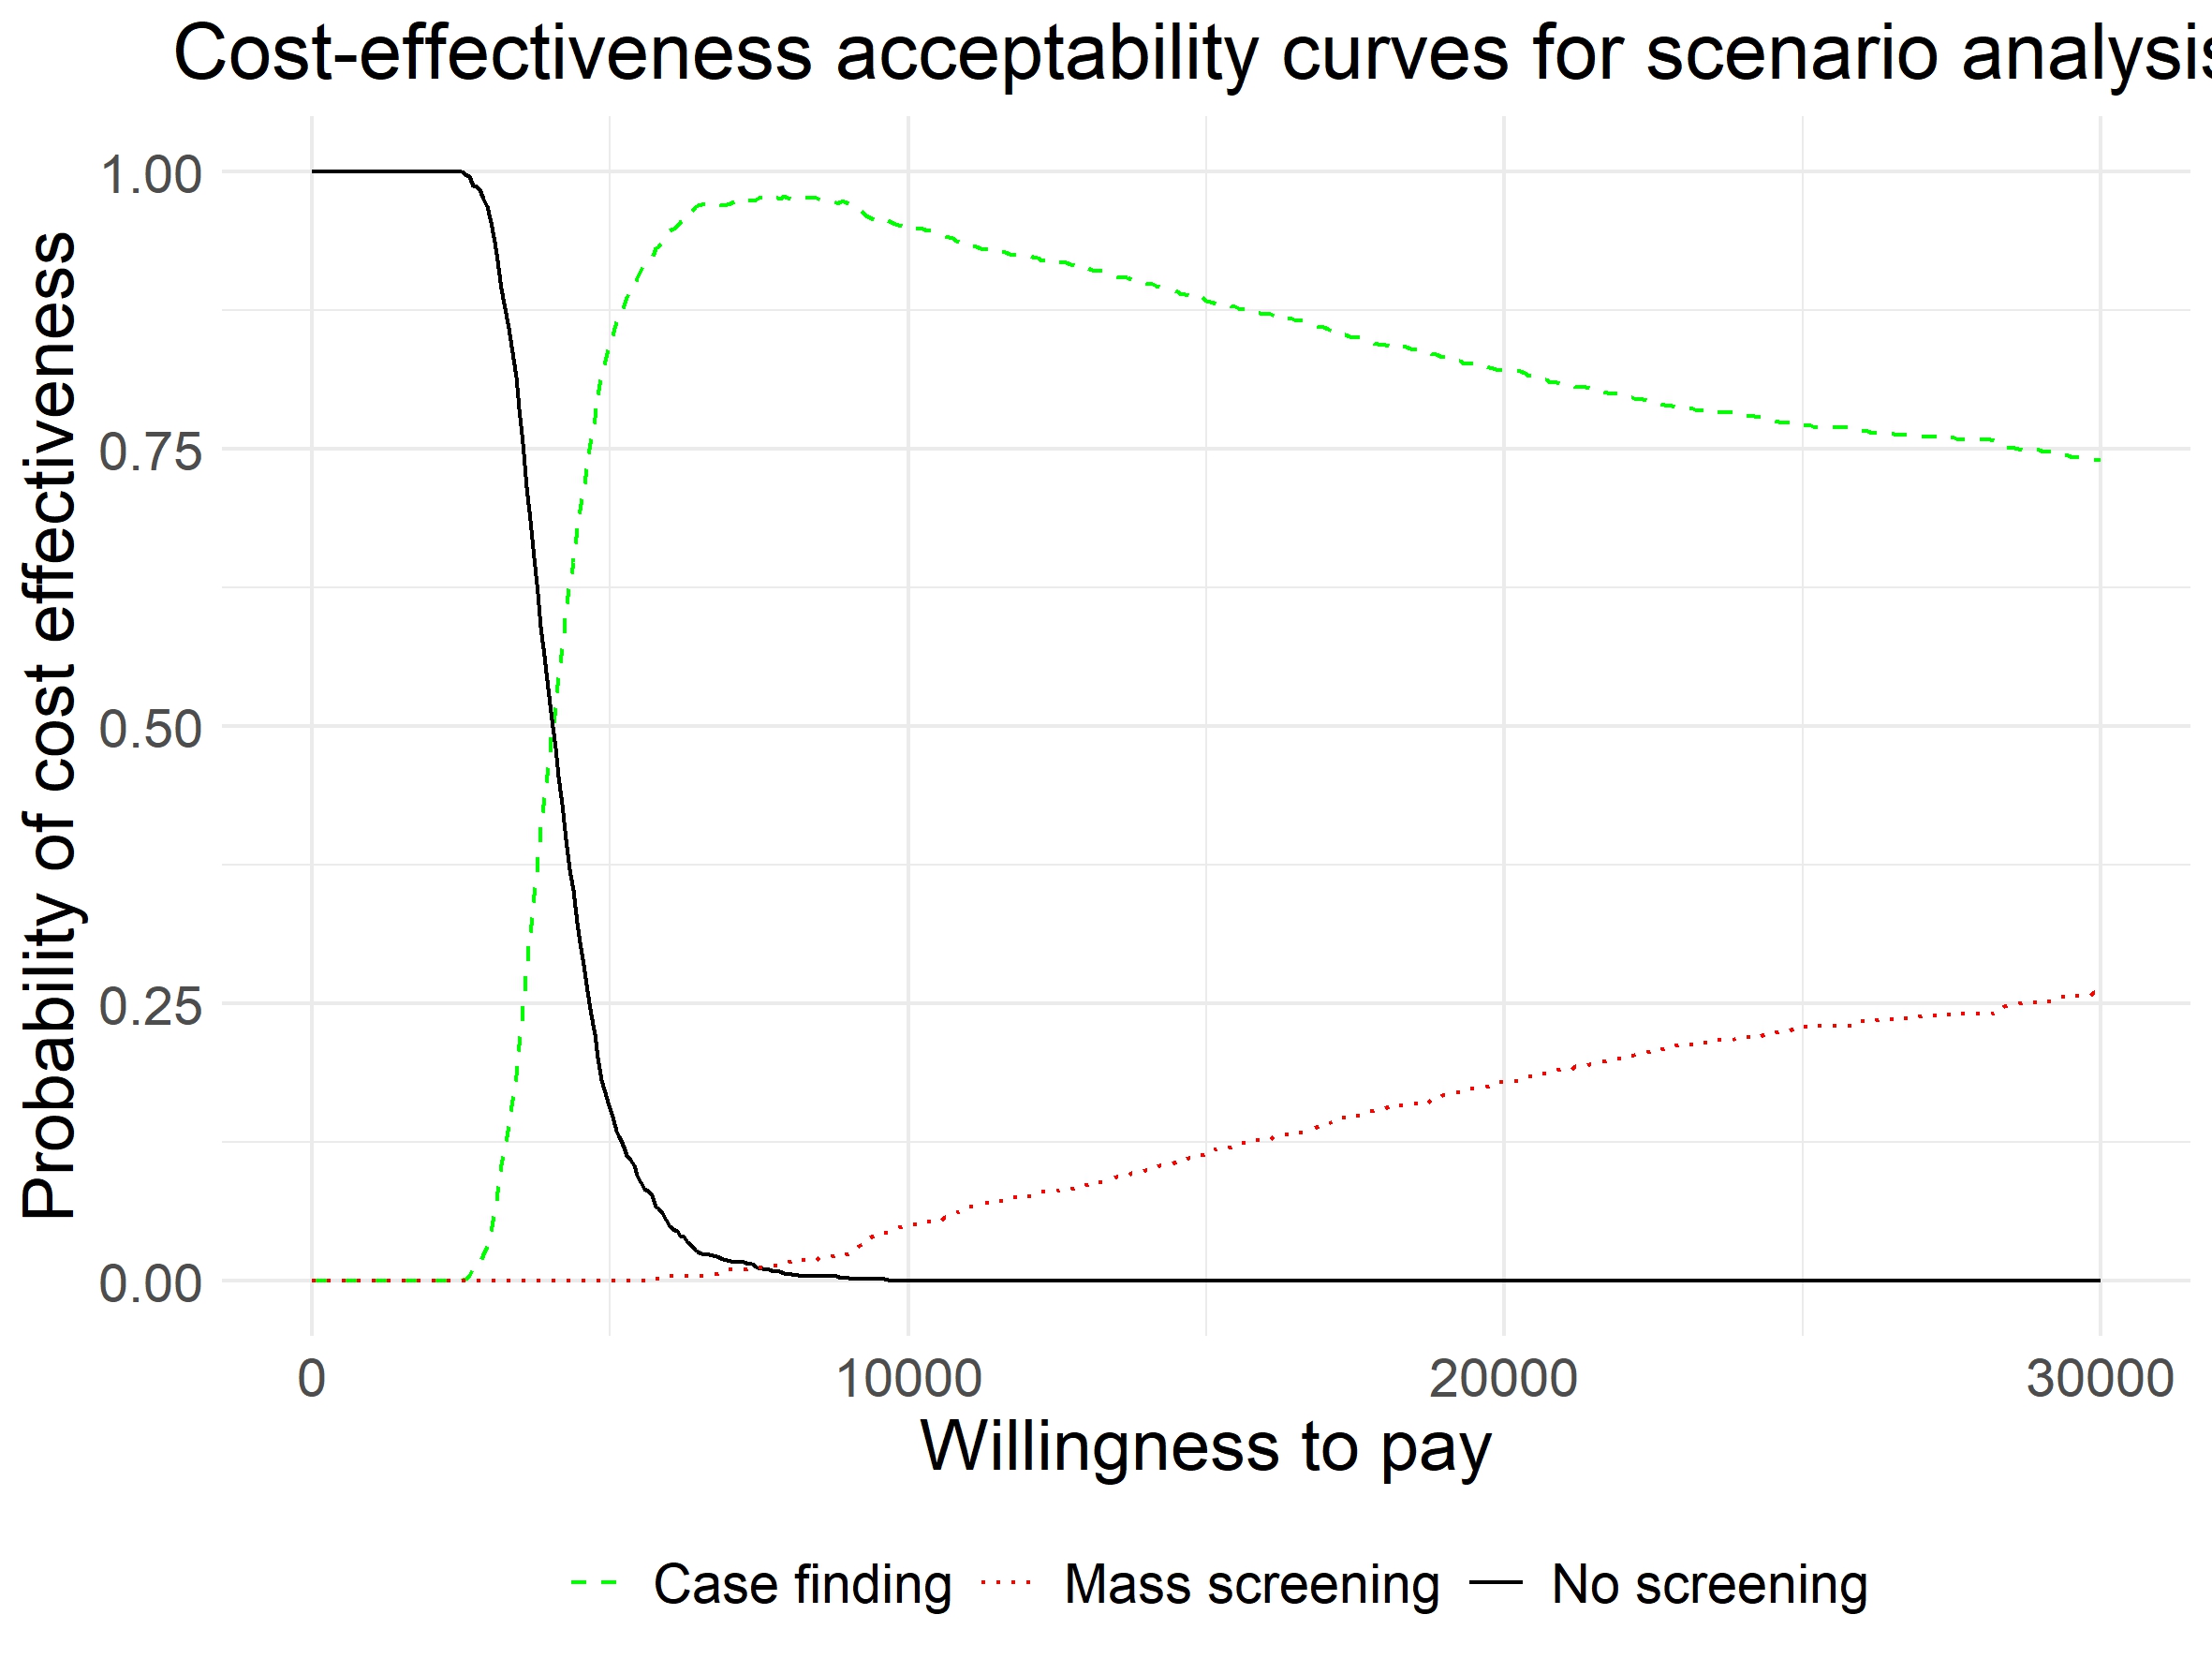 Cost-effectiveness acceptability curves for scenario analysis
Probability of cost effectiveness
1.00
0.75
0.50
0.25
0.00
0 10000 20000 30000
Willingness to pay
Case finding Mass screening No screening